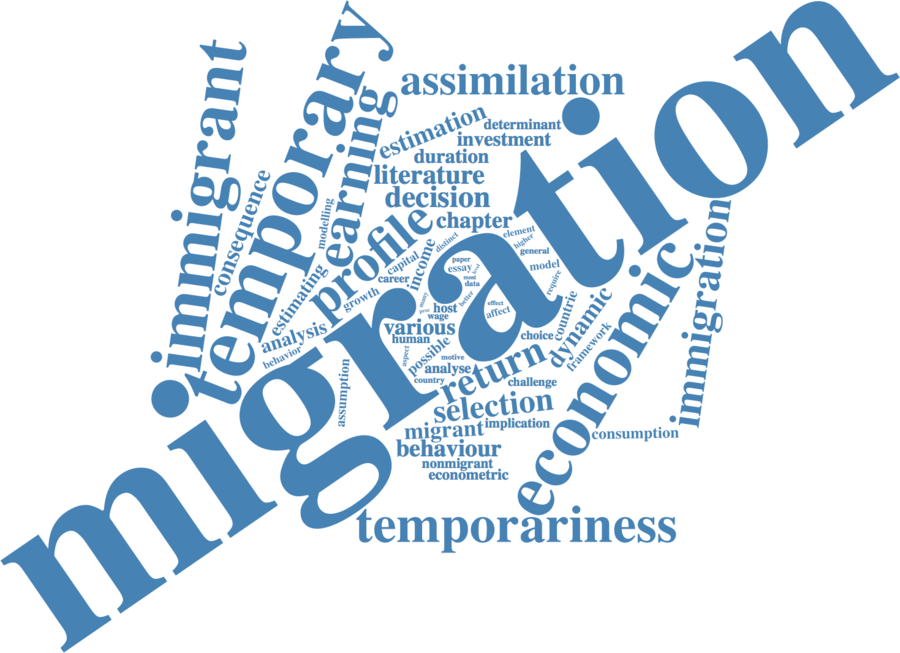 migration
temporary
immigrant
economic
temporariness
assimilation
earning
profile
immigration
return
selection
dynamic
decision
literature
estimation
determinant
investment
duration
chapter
consequence
modelling
estimating
analysis
behavior
growth
capital
career
income
distinct
element
higher
general
model
require
paper
essay
most
data
better
many
host
wage
effect
affect
various
human
aspect
possible
motive
analyse
country
choice
countrie
framework
challenge
assumption
migrant
implication
behaviour
nonmigrant
econometric
consumption